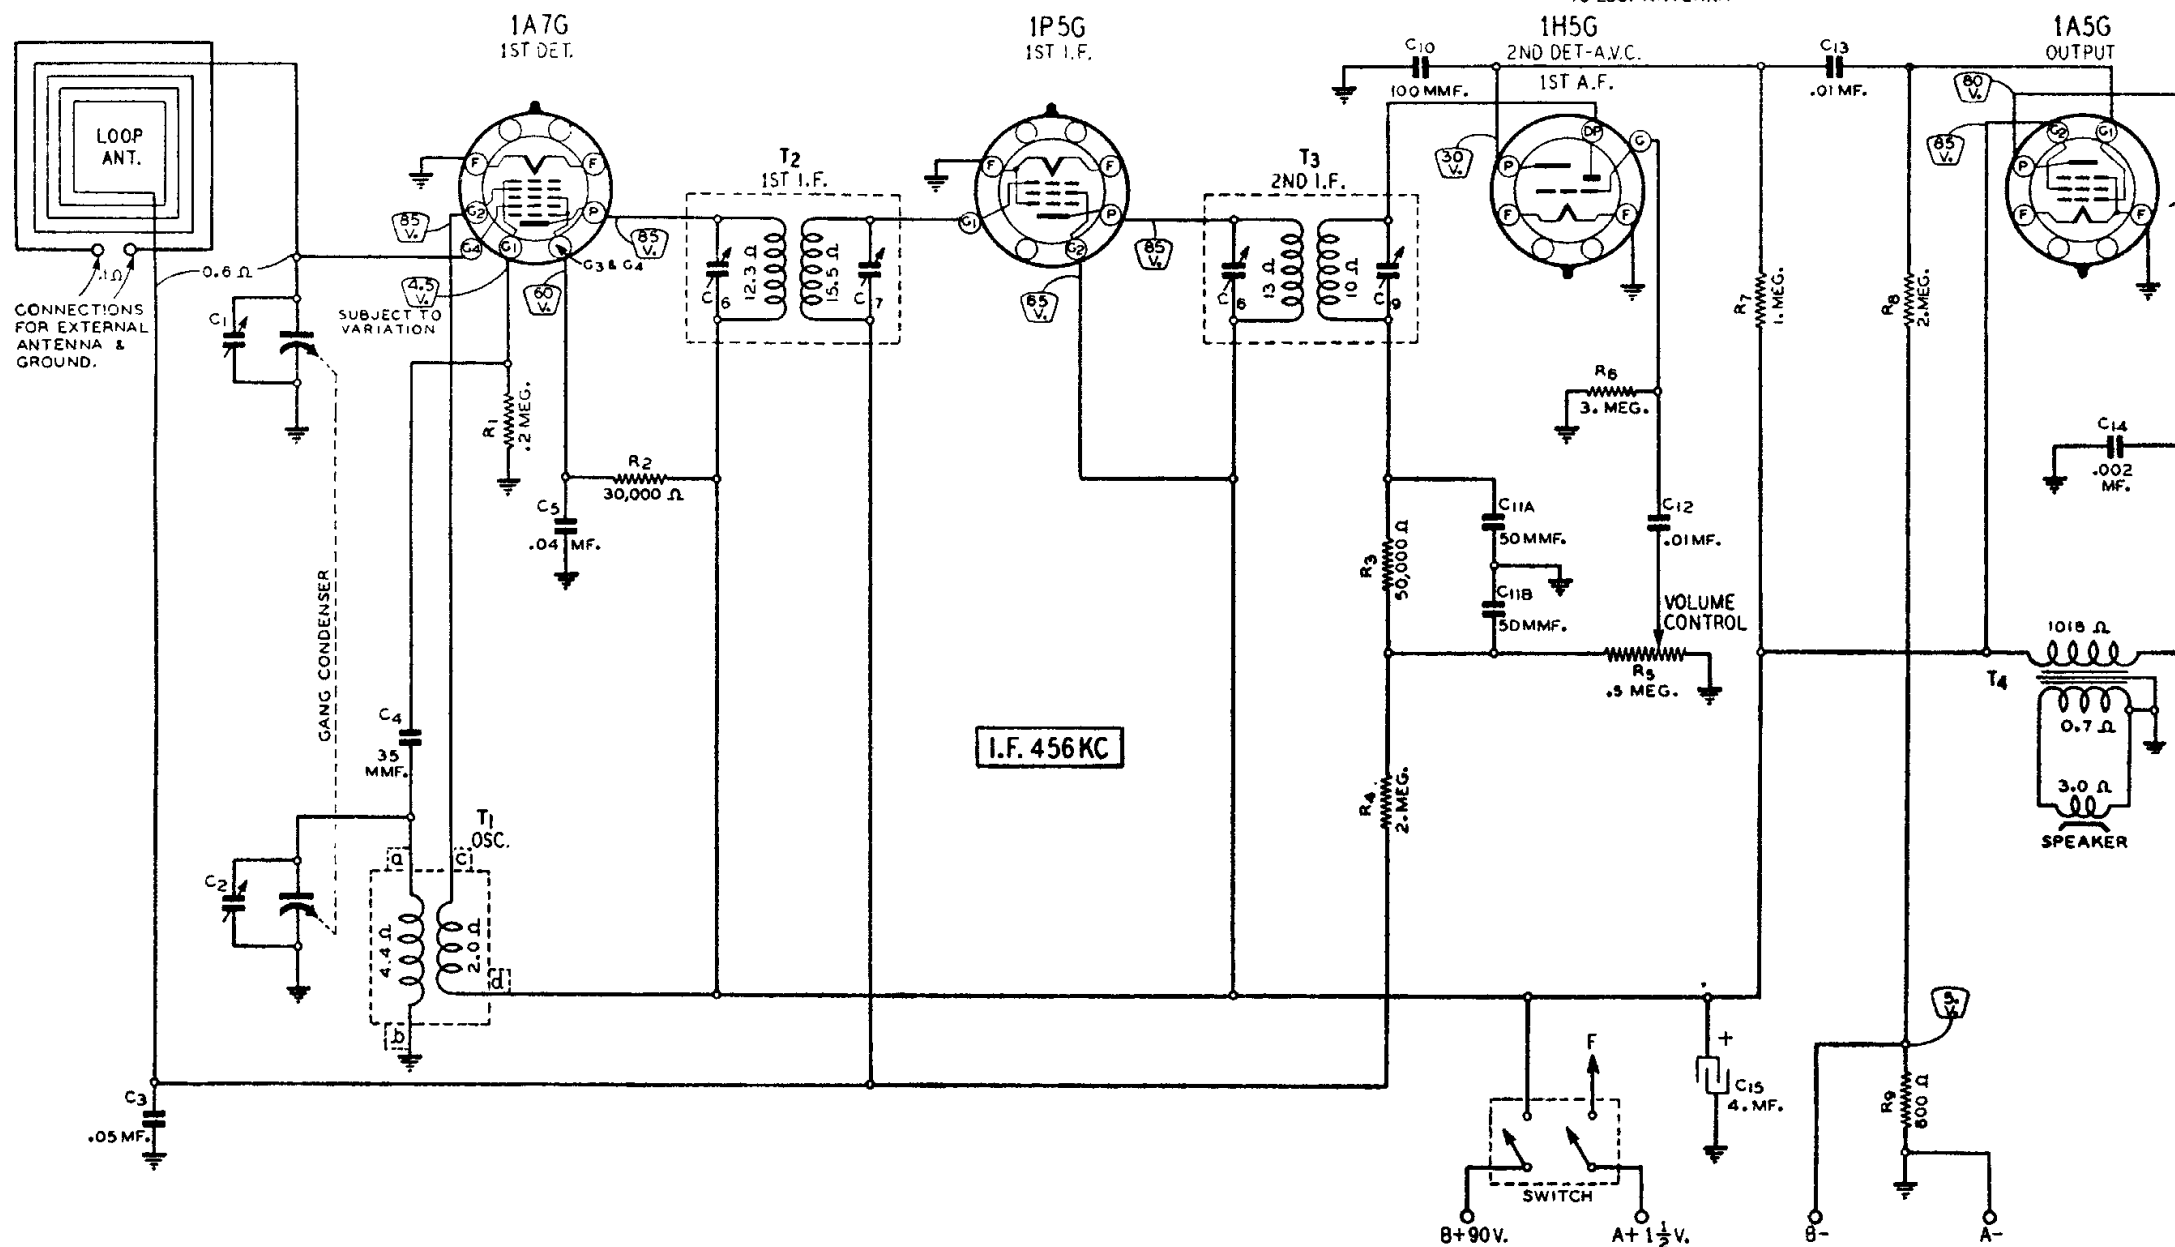 1A7G
1ST DET.
1P5G
1ST I.F.
1H5G
2ND DET-A.V.C.
1ST A.F.
1A5G
OUTPUT
LOOP
ANT.
.1Ω
0.6 Ω
CONNECTIONS
FOR EXTERNAL
ANTENNA &
GROUND.
C1
F
F
G2
P
G4
G1
G3 & G4
85 V.
4.5 V.
60 V.
85 V.
SUBJECT TO
VARIATION
T2
1ST I.F.
C6
12.3 Ω
15.5 Ω
C7
F
F
G1
P
G2
85 V.
85 V.
T3
2ND I.F.
C8
13 Ω
10 Ω
C9
C10
100 MMF.
30 V.
DP
G
P
F
F
C13
.01 MF.
80 V.
85 V.
G2
G1
P
F
F
R7
1. MEG.
R8
2. MEG.
R1
.2 MEG.
R2
30,000 Ω
C5
.04 MF.
R6
3. MEG.
C14
.002
MF.
C11A
50 MMF.
C12
.01 MF.
R3
50,000 Ω
C11B
50 MMF.
VOLUME
CONTROL
R5
.5 MEG.
GANG CONDENSER
C4
35
MMF.
I.F. 456 KC
1018 Ω
T4
0.7 Ω
3.0 Ω
SPEAKER
R4
2. MEG.
T1
OSC.
a
c
C2
4.4 Ω
2.0 Ω
d
b
C3
.05 MF.
F
SWITCH
+
C15
4. MF.
5. V.
R9
800 Ω
B+90 V.
A+ 1½ V.
B-
A-